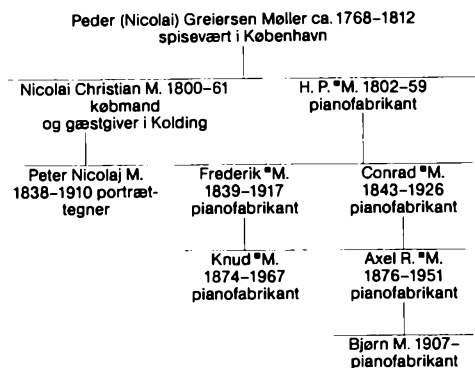 Peder (Nicolai) Greiersen Møller ca. 1768–1812
spisevært i København
Nicolai Christian M. 1800–61
købmand
og gæstgiver i Kolding
H. P. ■M. 1802–59
pianofabrikant
Peter Nicolaj M.
1838–1910 portræt-
tegner
Frederik ■M.
1839–1917
pianofabrikant
Conrad ■M.
1843–1926
pianofabrikant
Knud ■M.
1874–1967
pianofabrikant
Axel R. ■M.
1876–1951
pianofabrikant
Bjørn M. 1907–
pianofabrikant